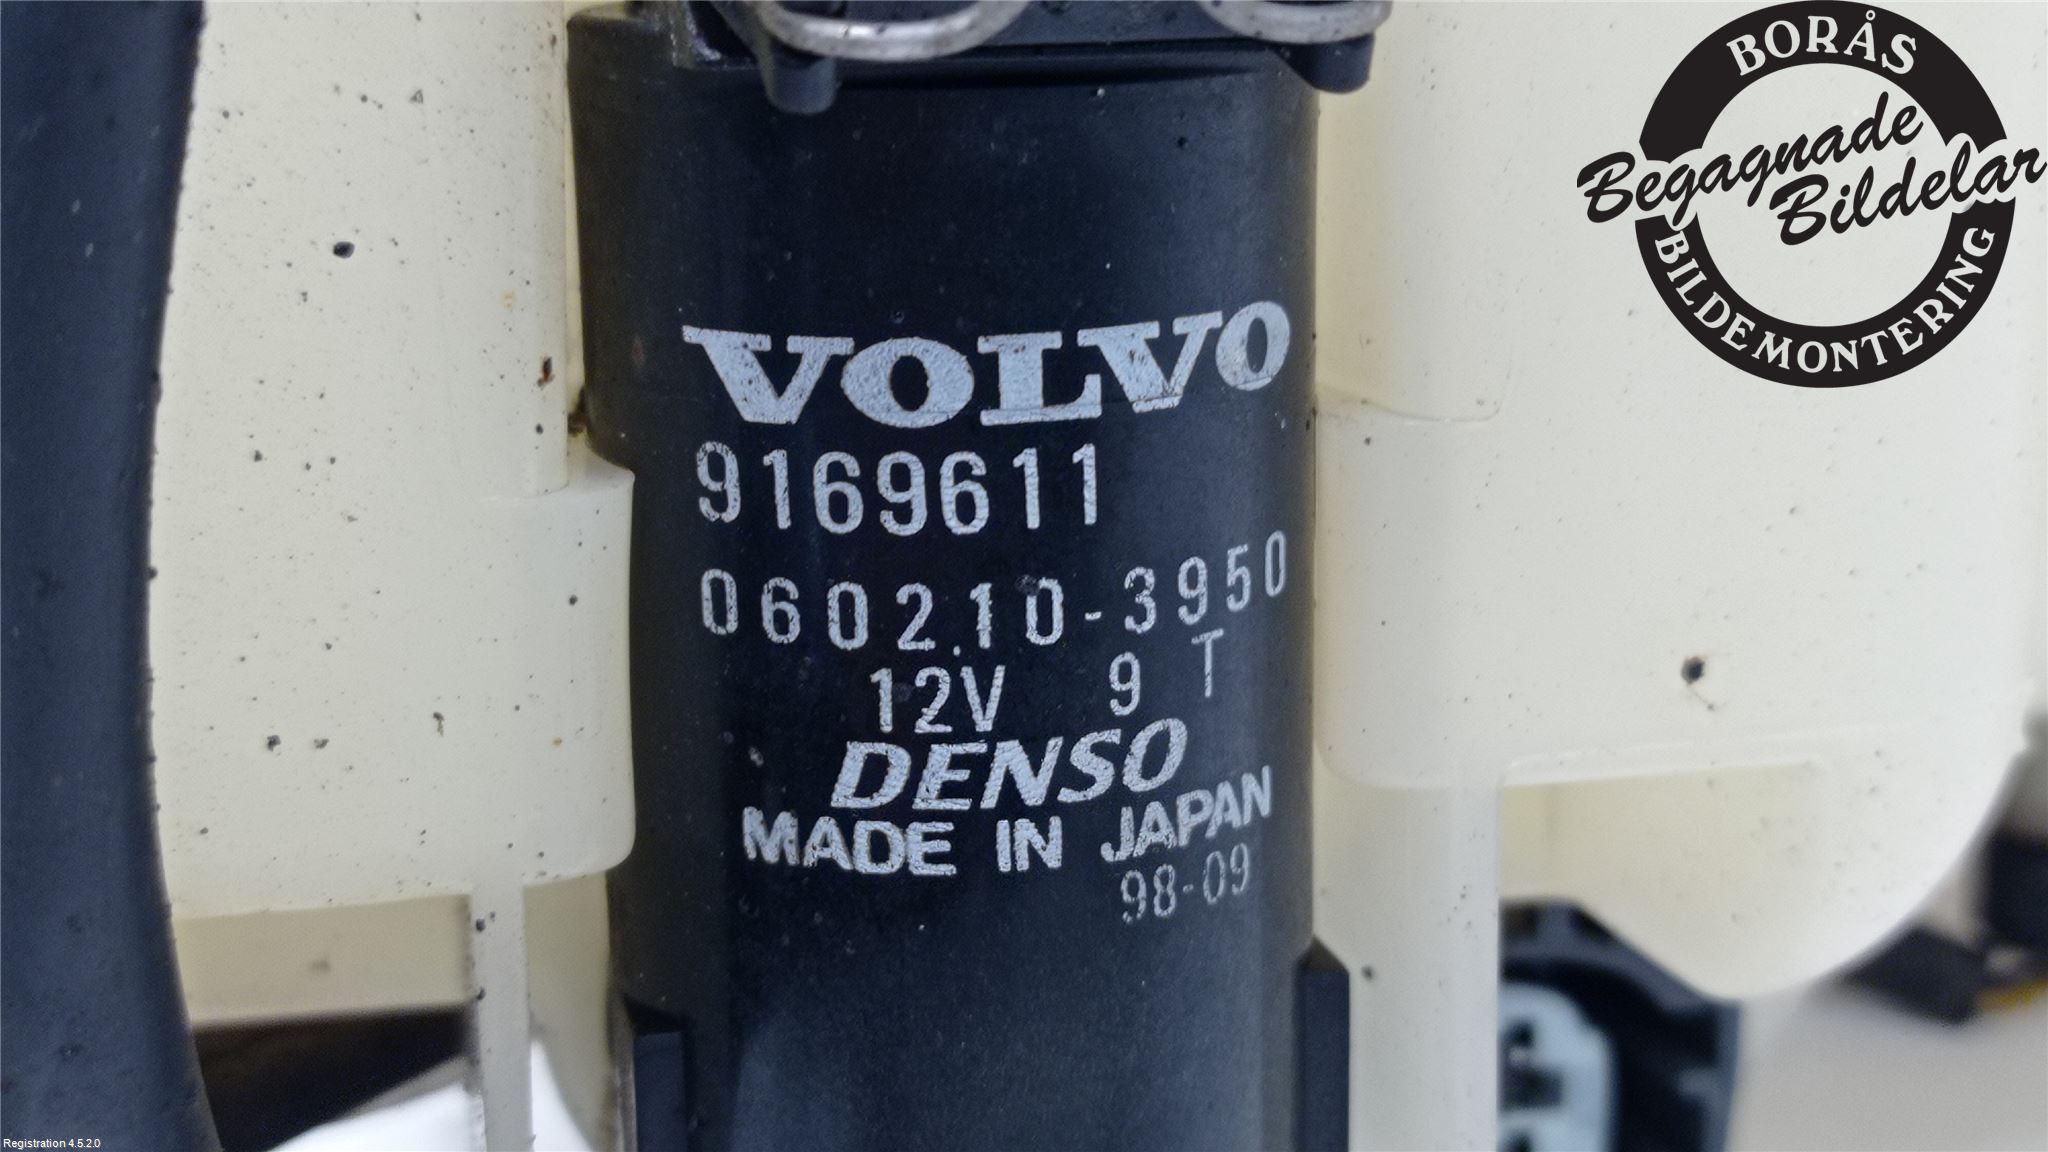 BORÅS
Begagnade
Bildelar
BILDEMONTERING
VOLVO
9169611
060210-3950
12V 9 T
DENSO
MADE IN JAPAN
98-09
Registration 4.5.2.0